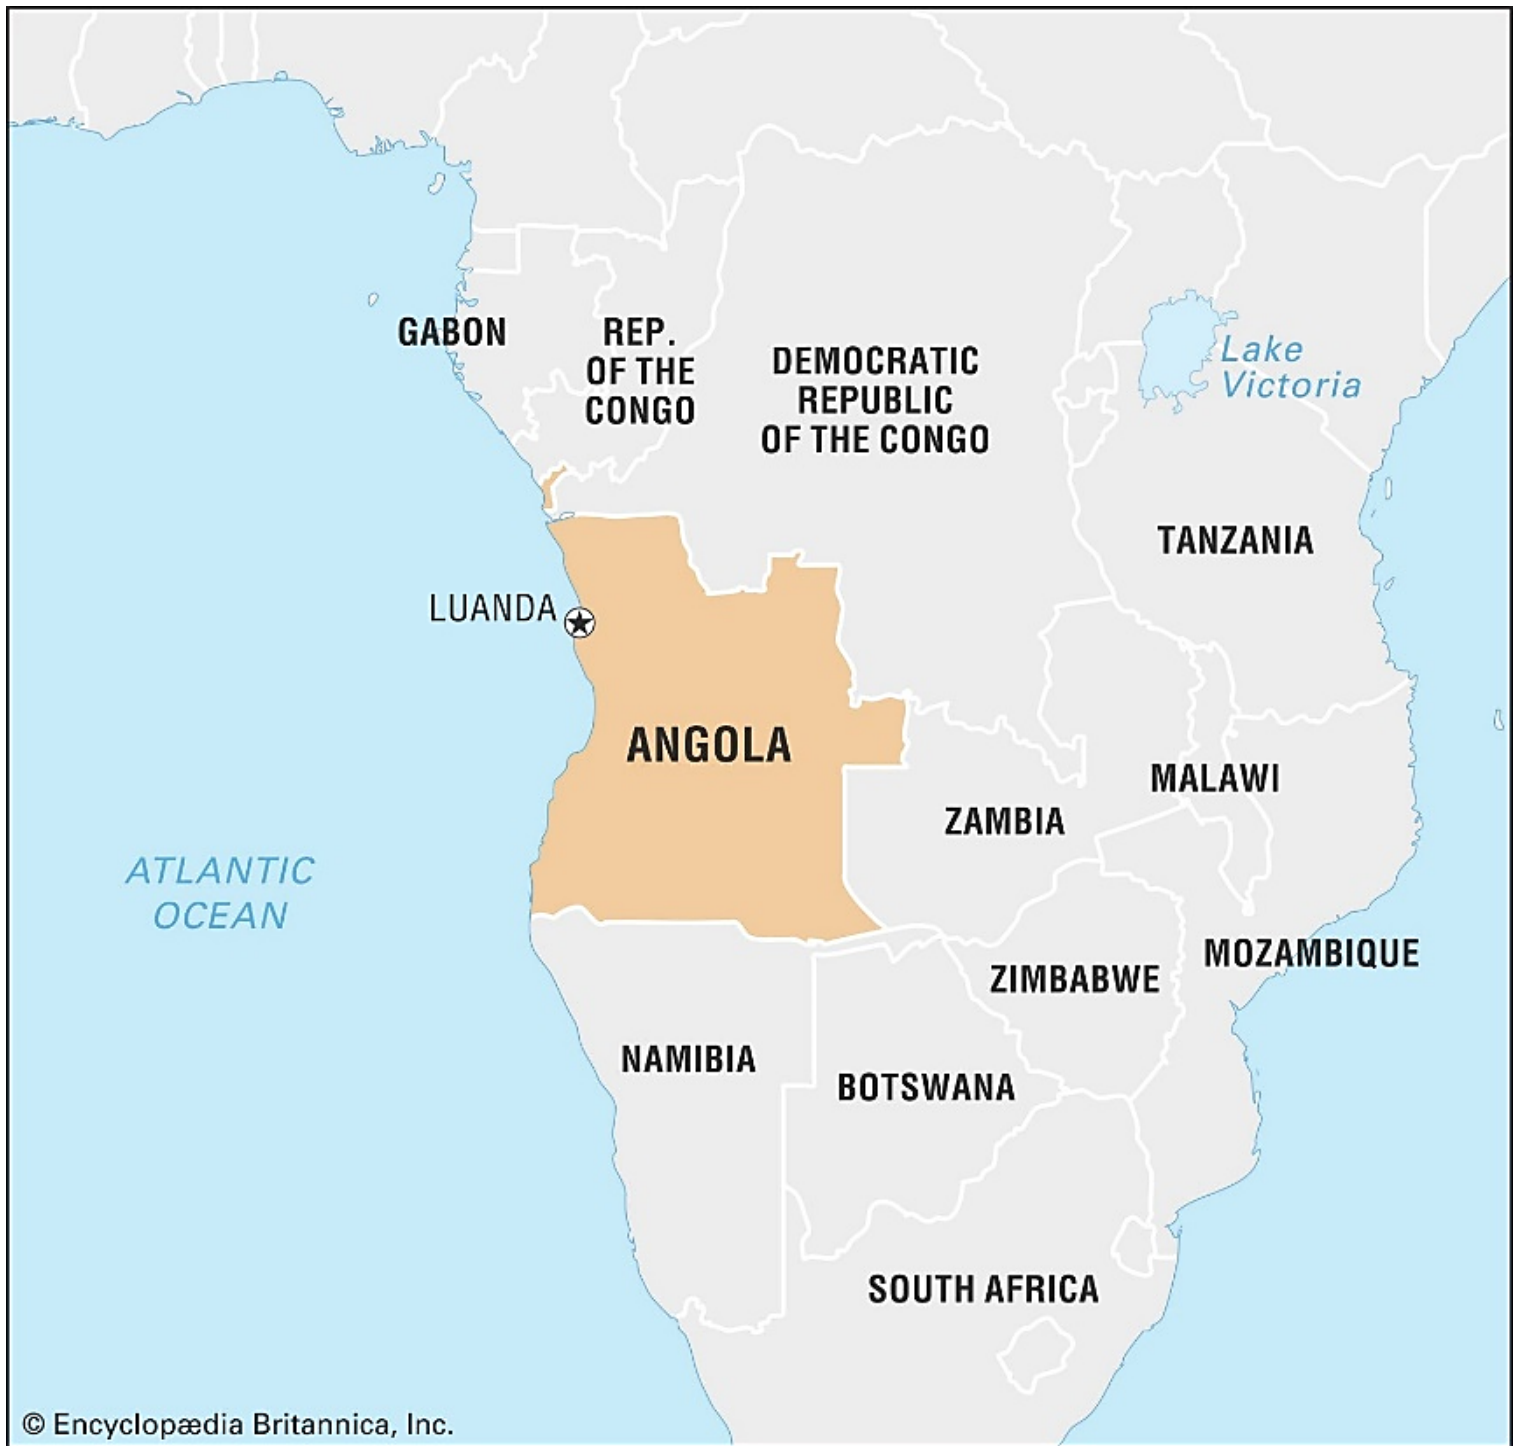 GABON
REP.
OF THE
CONGO
DEMOCRATIC
REPUBLIC
OF THE CONGO
Lake
Victoria
TANZANIA
LUANDA
ANGOLA
MALAWI
ZAMBIA
ATLANTIC
OCEAN
MOZAMBIQUE
ZIMBABWE
NAMIBIA
BOTSWANA
SOUTH AFRICA
© Encyclopædia Britannica, Inc.